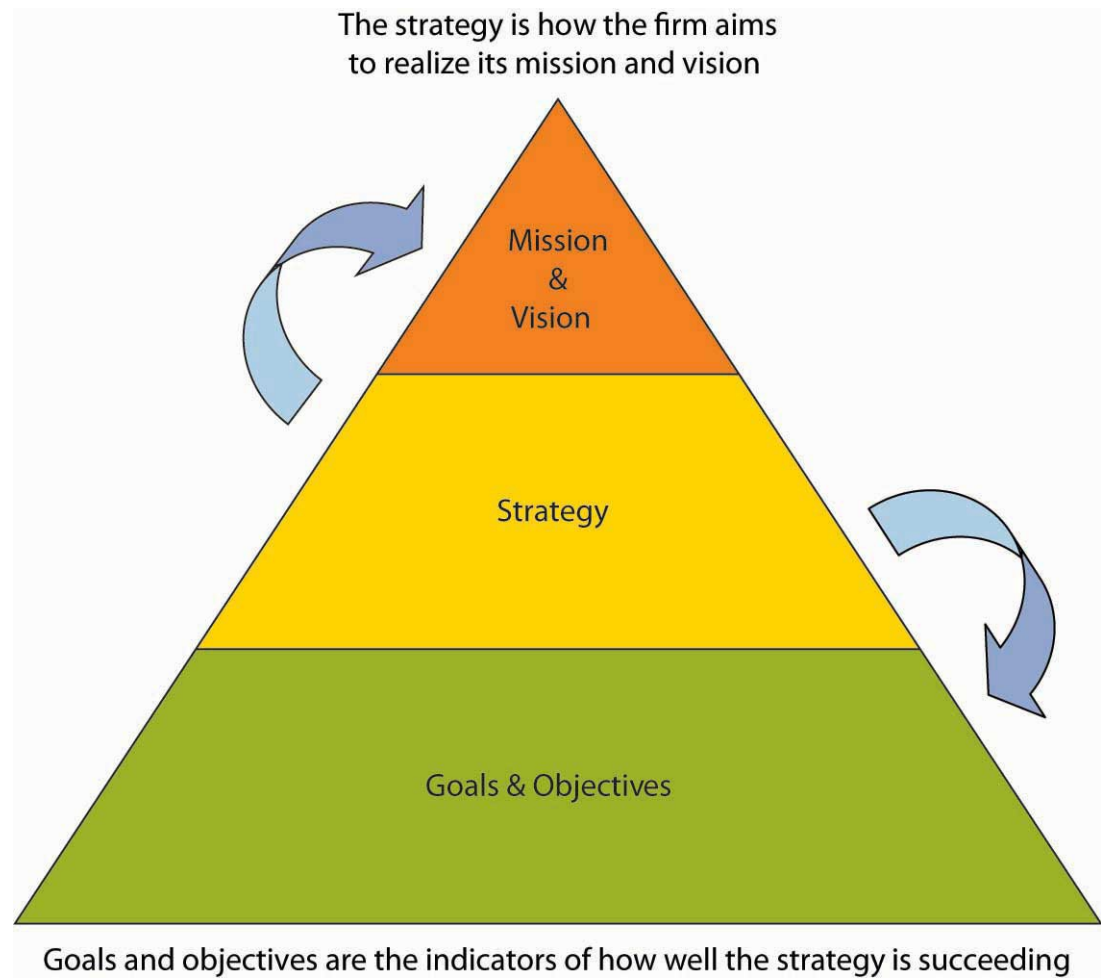 The strategy is how the firm aims
to realize its mission and vision
Mission
&
Vision
Strategy
Goals & Objectives
Goals and objectives are the indicators of how well the strategy is succeeding